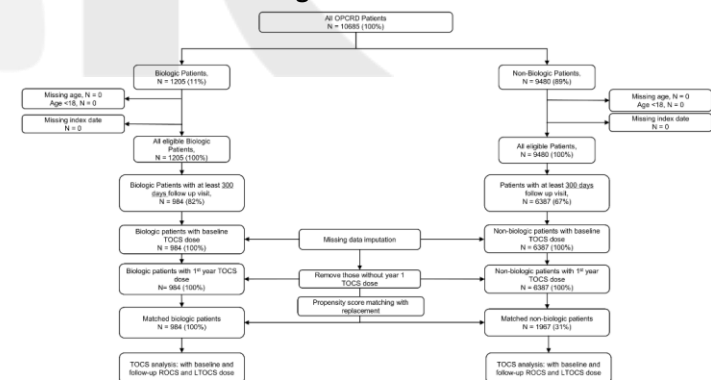 All OPCRD Patients
N = 10685 (100%)
Biologic Patients,
N = 1205 (11%)
Non-Biologic Patients,
N = 9480 (89%)
Missing age, N = 0
Age <18, N = 0
Missing age, N = 0
Age <18, N = 0
Missing index date
N = 0
Missing index date
N = 0
All eligible Biologic
Patients,
N = 1205 (100%)
All eligible Patients,
N = 9480 (100%)
Biologic Patients with at least 300
days follow up visit,
N = 984 (82%)
Patients with at least 300 days
follow up visit,
N = 6387 (67%)
Biologic patients with baseline
TOCS dose
N = 984 (100%)
Missing data imputation
Non-biologic patients with baseline
TOCS dose
N = 6387 (100%)
Biologic patients with 1st year TOCS
dose
N= 984 (100%)
Remove those without year 1
TOCS dose
Non-biologic patients with 1st year
TOCS dose
N = 6387 (100%)
Propensity score matching with
replacement
Matched biologic patients
N = 984 (100%)
Matched non-biologic patients
N = 1967 (31%)
TOCS analysis: with baseline and
follow-up ROCS and LTOCS dose
TOCS analysis: with baseline and
follow-up ROCS and LTOCS dose